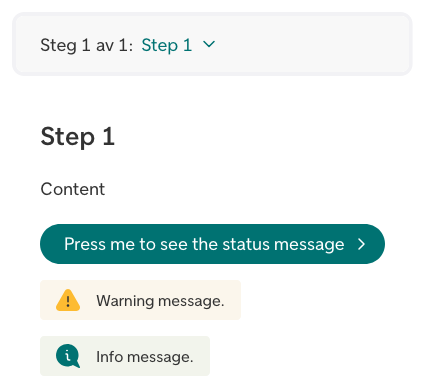 Steg 1 av 1: Step 1
Step 1
Content
Press me to see the status message
Warning message.
Info message.